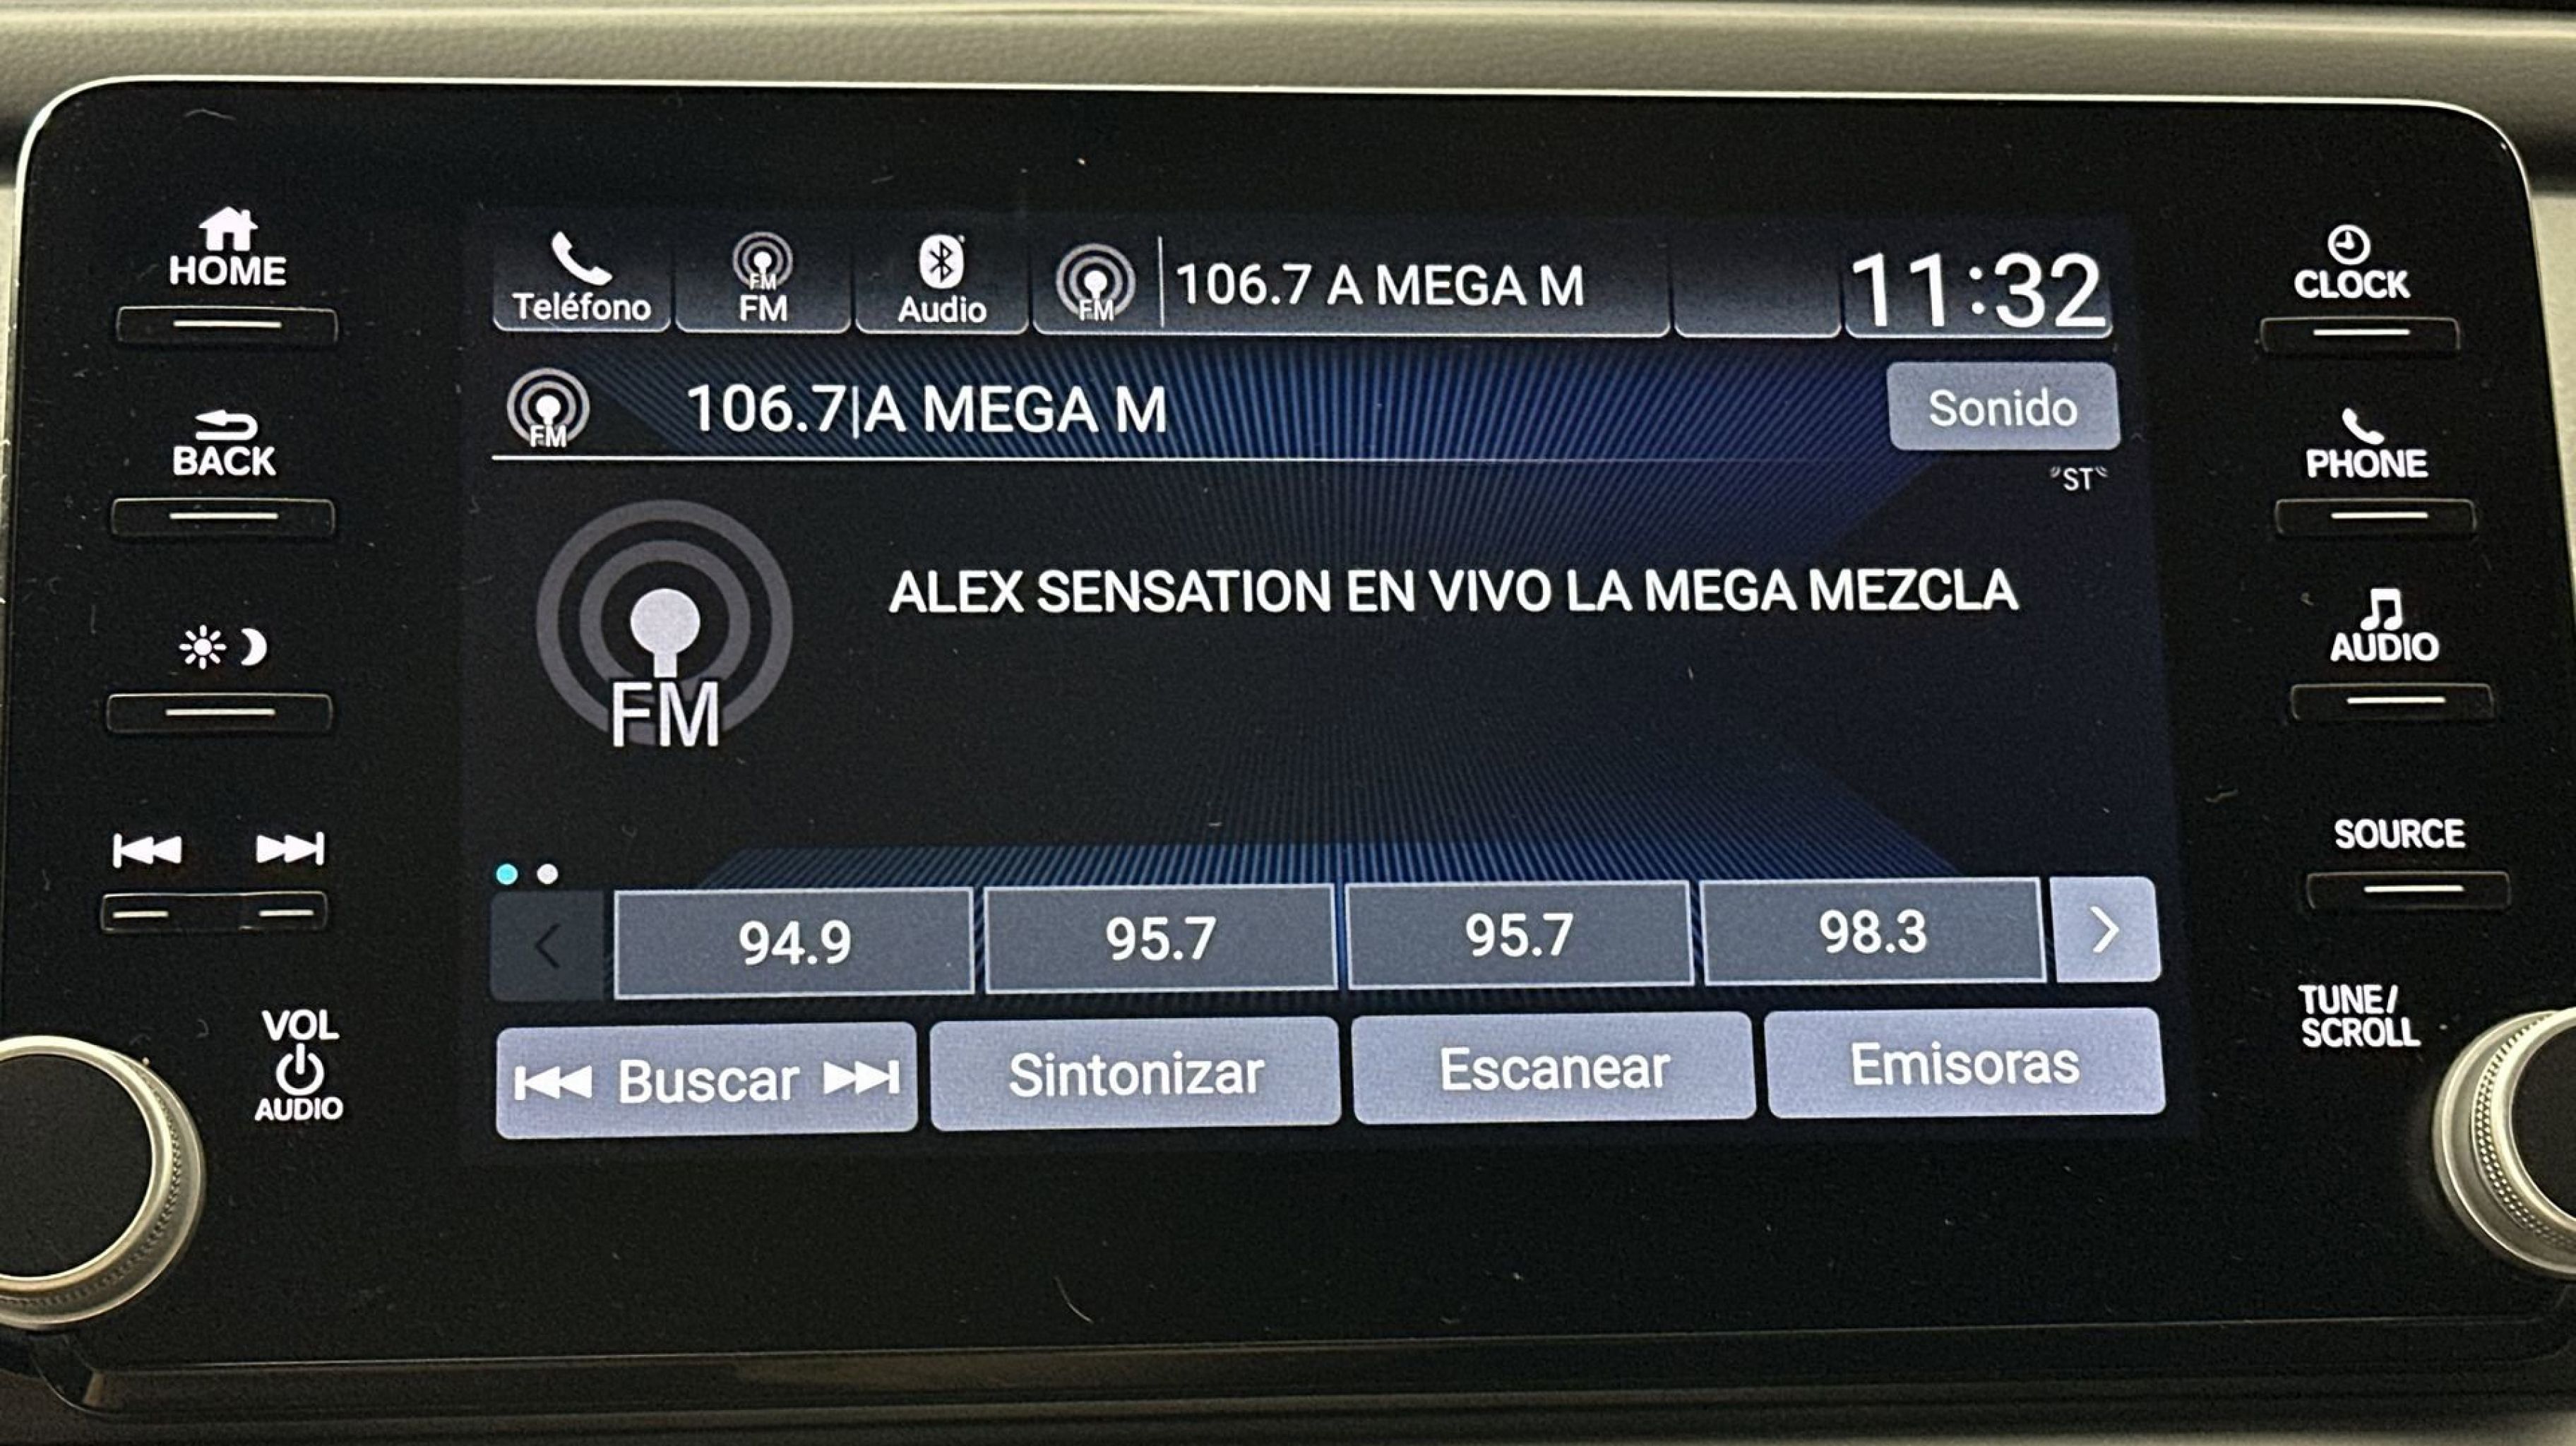 HOME
BACK
VOL
AUDIO
Teléfono
FM
FM
Audio
FM
106.7 A MEGA M
11:32
FM
106.7|A MEGA M
Sonido
"ST"
FM
ALEX SENSATION EN VIVO LA MEGA MEZCLA
94.9
95.7
95.7
98.3
Buscar
Sintonizar
Escanear
Emisoras
CLOCK
PHONE
AUDIO
SOURCE
TUNE/
SCROLL